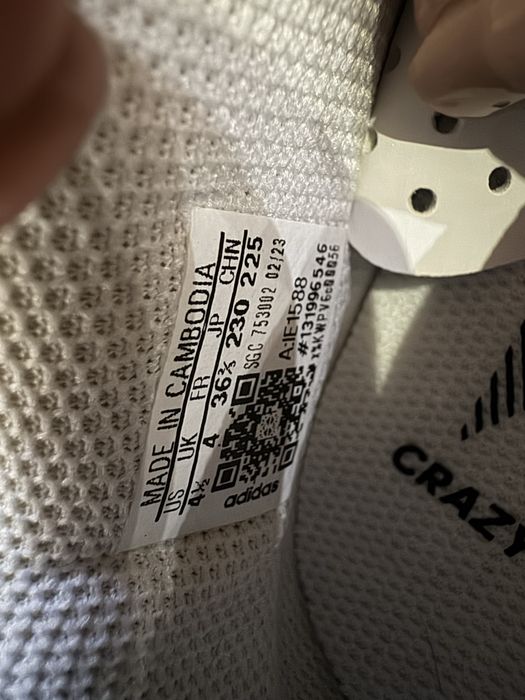 MADE IN CAMBODIA
US UK FR JP CHN
4½ 4 36⅔ 230 225
SGC 753002 02/23
A:IE1588
#131996546
adidas
CRAZY